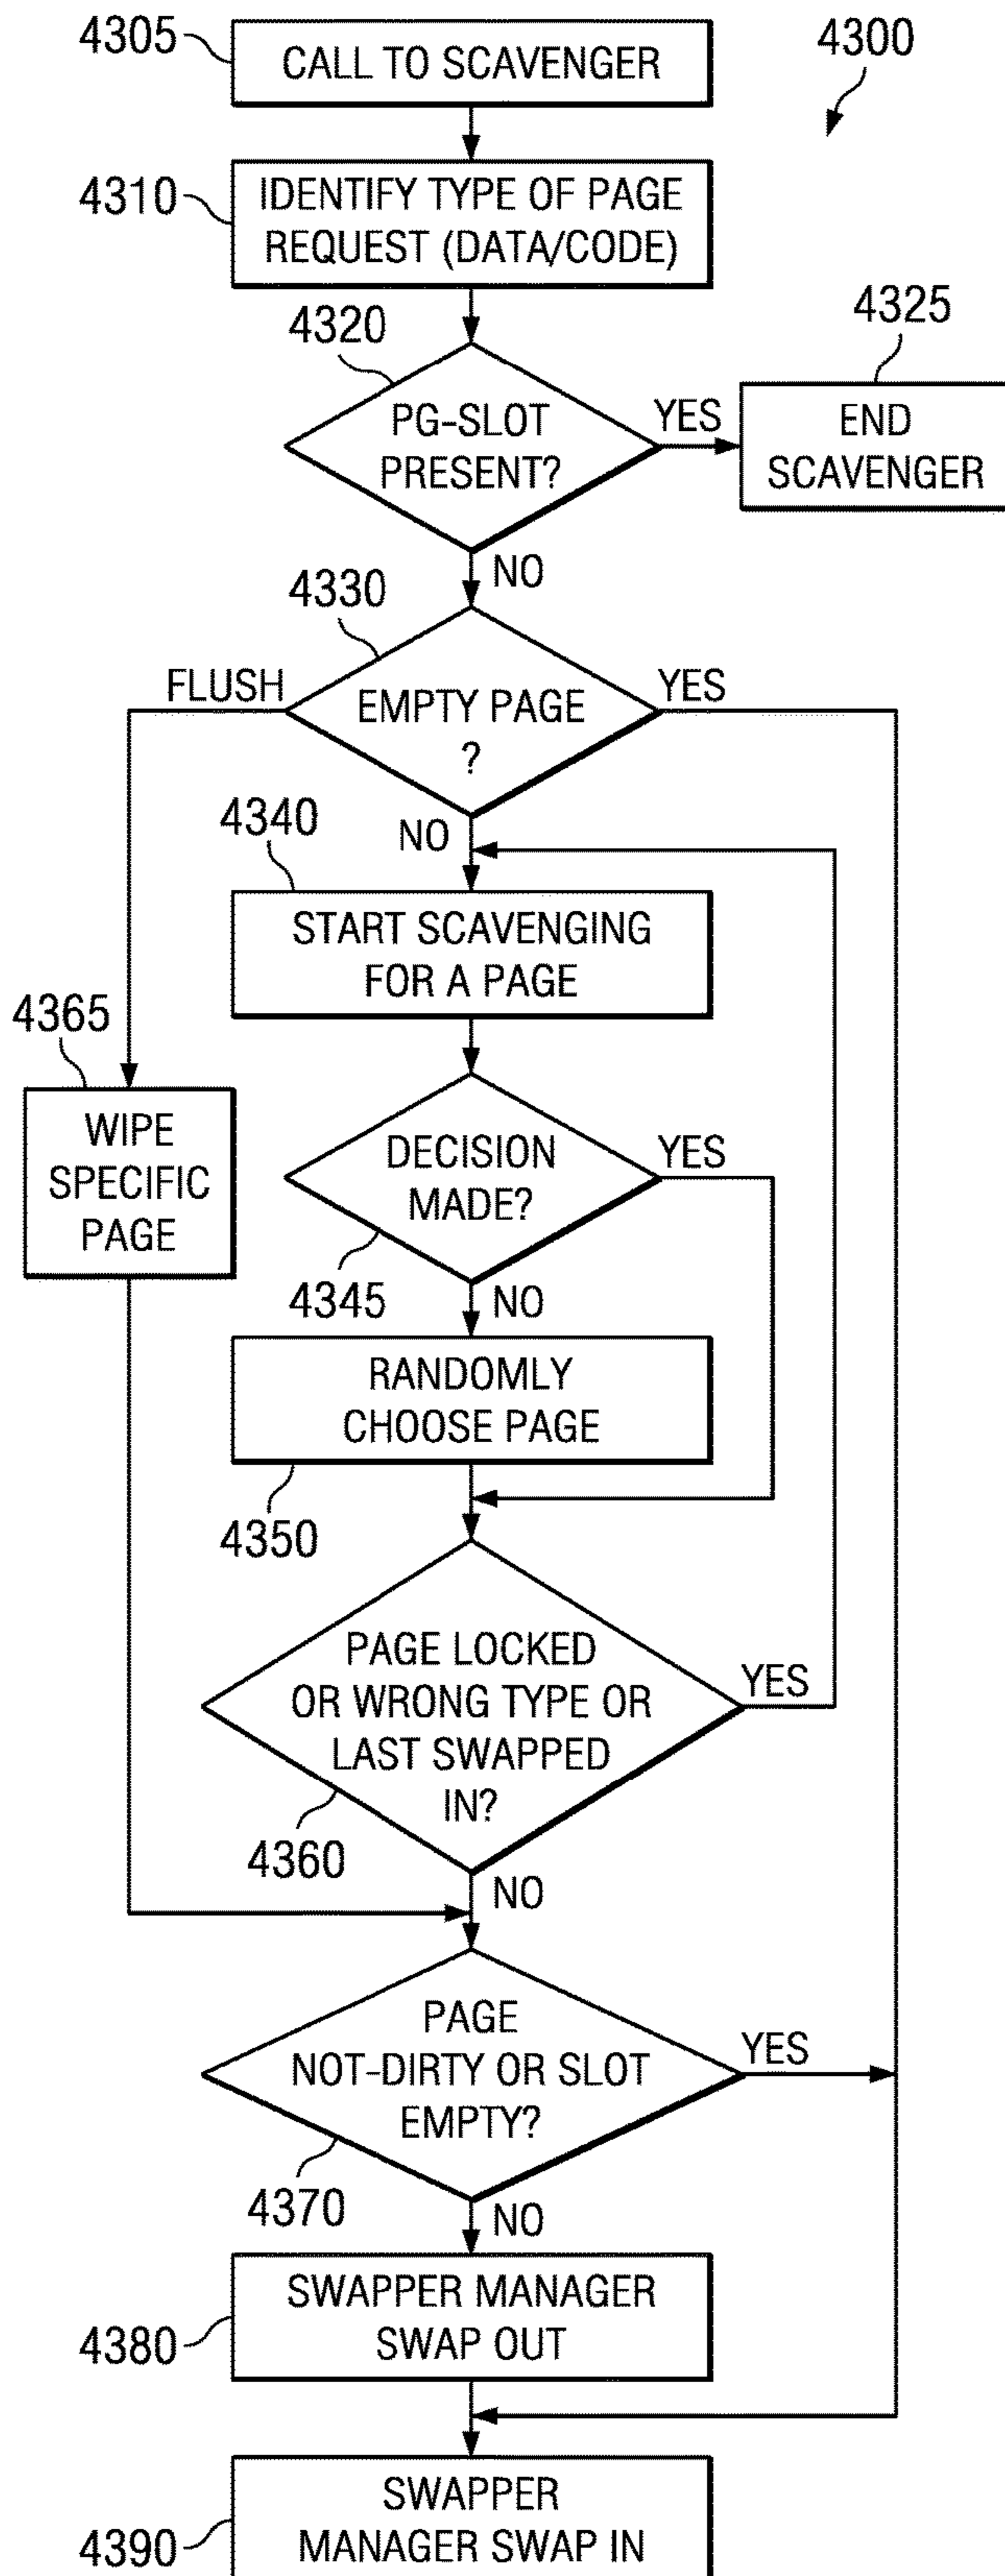 4305
CALL TO SCAVENGER
4300
4310
IDENTIFY TYPE OF PAGE
REQUEST (DATA/CODE)
4320
4325
PG-SLOT
PRESENT?
YES
END
SCAVENGER
NO
4330
FLUSH
EMPTY PAGE
?
YES
NO
4340
START SCAVENGING
FOR A PAGE
4365
WIPE
SPECIFIC
PAGE
DECISION
MADE?
YES
4345
NO
RANDOMLY
CHOOSE PAGE
4350
PAGE LOCKED
OR WRONG TYPE OR
LAST SWAPPED
IN?
YES
4360
NO
PAGE
NOT-DIRTY OR SLOT
EMPTY?
YES
4370
NO
SWAPPER MANAGER
SWAP OUT
4380
SWAPPER
MANAGER SWAP IN
4390